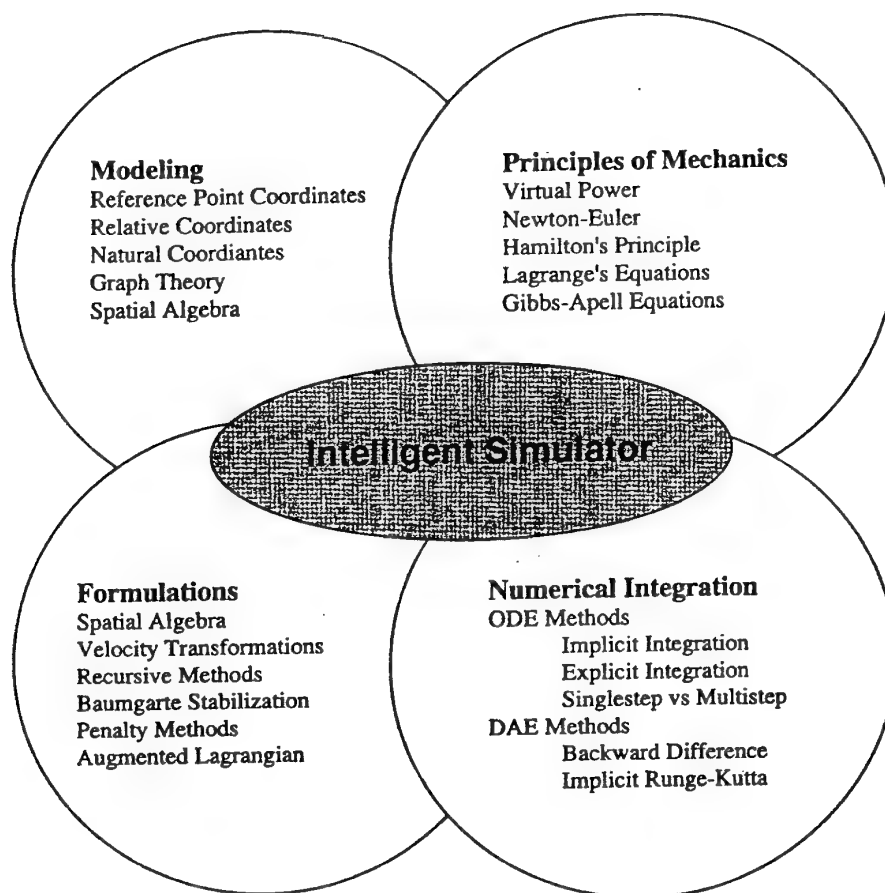 Modeling
Reference Point Coordinates
Relative Coordinates
Natural Coordiantes
Graph Theory
Spatial Algebra
Principles of Mechanics
Virtual Power
Newton-Euler
Hamilton's Principle
Lagrange's Equations
Gibbs-Apell Equations
Intelligent Simulator
Formulations
Spatial Algebra
Velocity Transformations
Recursive Methods
Baumgarte Stabilization
Penalty Methods
Augmented Lagrangian
Numerical Integration
ODE Methods
Implicit Integration
Explicit Integration
Singlestep vs Multistep
DAE Methods
Backward Difference
Implicit Runge-Kutta